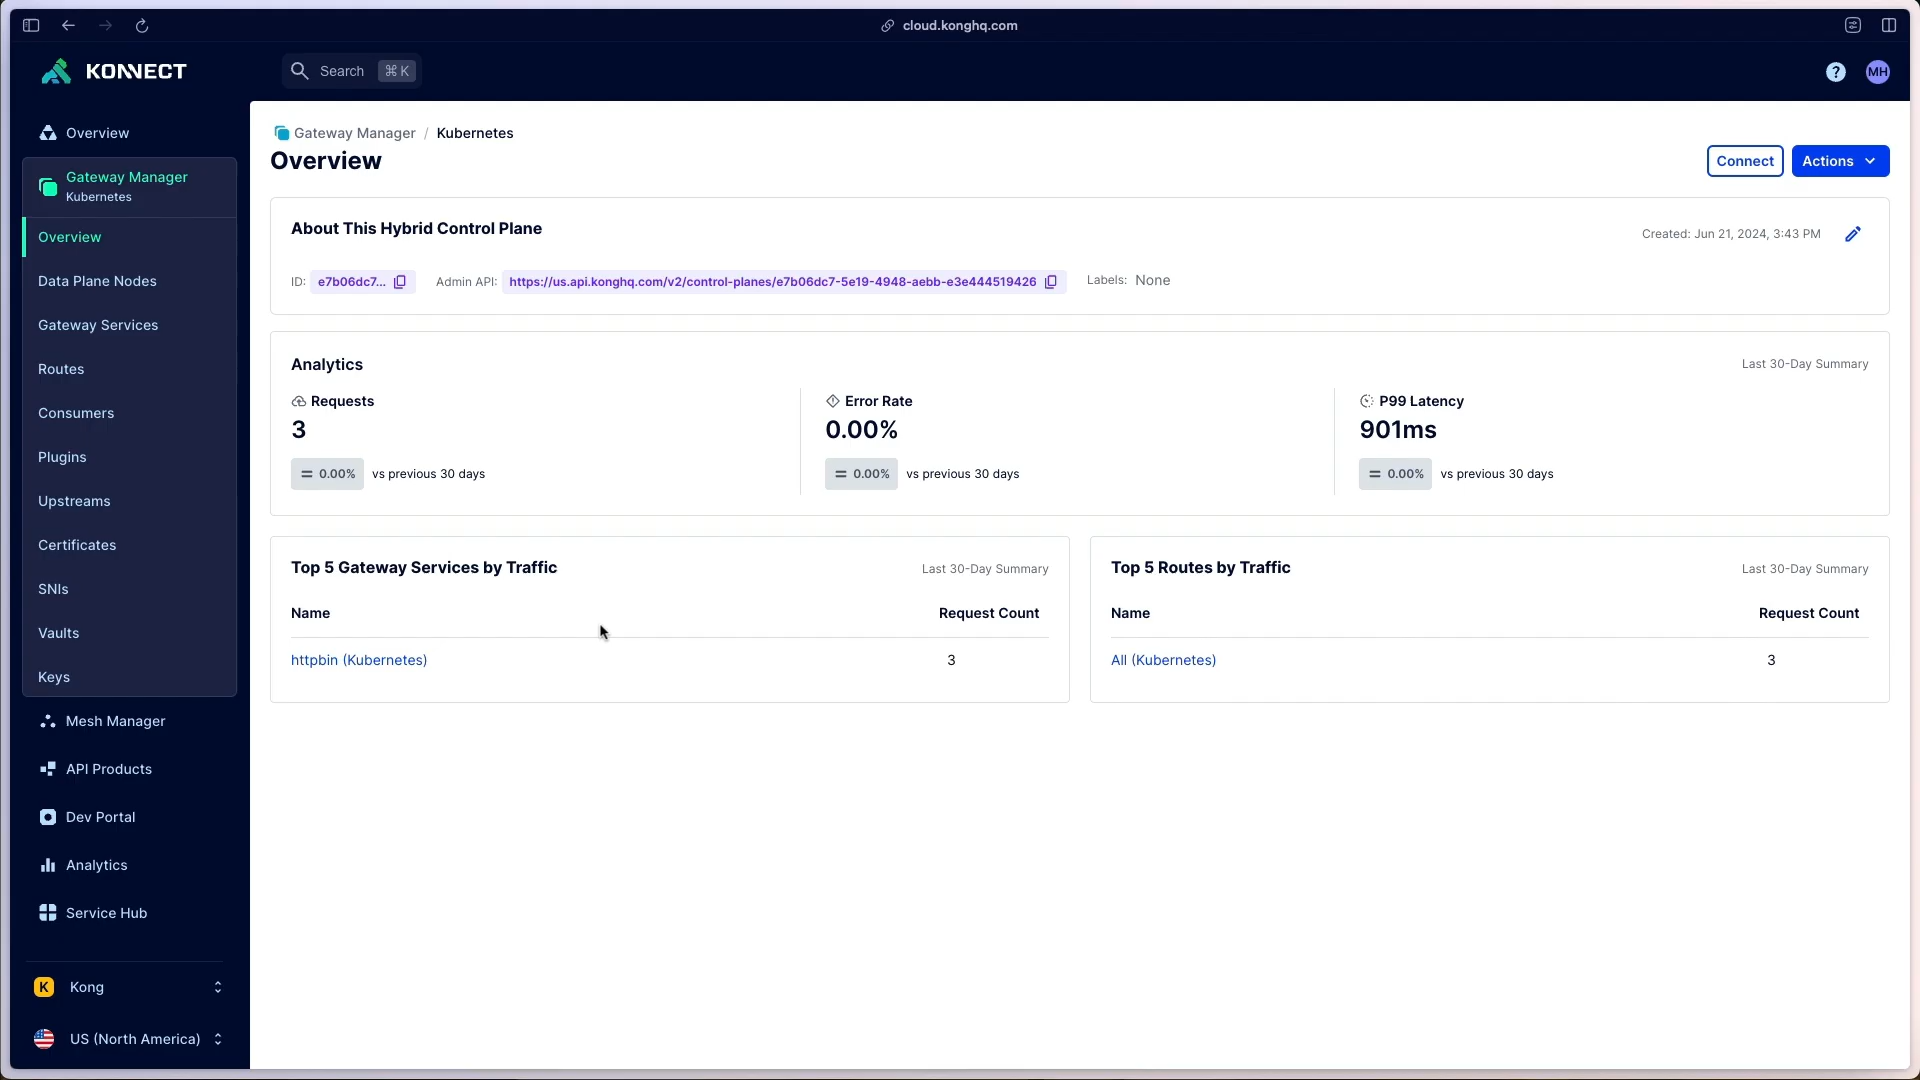 cloud.konghq.com
KONNECT
Search ⌘ K
? MH
Overview
Gateway Manager
Kubernetes
Overview
Data Plane Nodes
Gateway Services
Routes
Consumers
Plugins
Upstreams
Certificates
SNIs
Vaults
Keys
Mesh Manager
API Products
Dev Portal
Analytics
Service Hub
K Kong
US (North America)
Gateway Manager / Kubernetes
Overview
Connect
Actions
About This Hybrid Control Plane
Created: Jun 21, 2024, 3:43 PM
ID: e7b06dc7... Admin API: https://us.api.konghq.com/v2/control-planes/e7b06dc7-5e19-4948-aebb-e3e444519426 Labels: None
Analytics
Last 30-Day Summary
Requests
3
= 0.00% vs previous 30 days
Error Rate
0.00%
= 0.00% vs previous 30 days
P99 Latency
901ms
= 0.00% vs previous 30 days
Top 5 Gateway Services by Traffic
Last 30-Day Summary
Name Request Count
httpbin (Kubernetes) 3
Top 5 Routes by Traffic
Last 30-Day Summary
Name Request Count
All (Kubernetes) 3